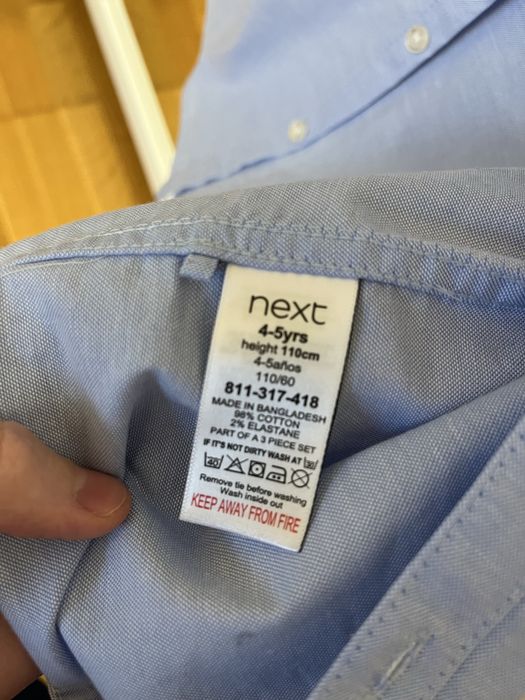 next
4-5yrs
height 110cm
4-5años
110/60
811-317-418
MADE IN BANGLADESH
98% COTTON
2% ELASTANE
PART OF A 3 PIECE SET
IF IT'S NOT DIRTY WASH AT 30
40
Remove tie before washing
Wash inside out
KEEP AWAY FROM FIRE